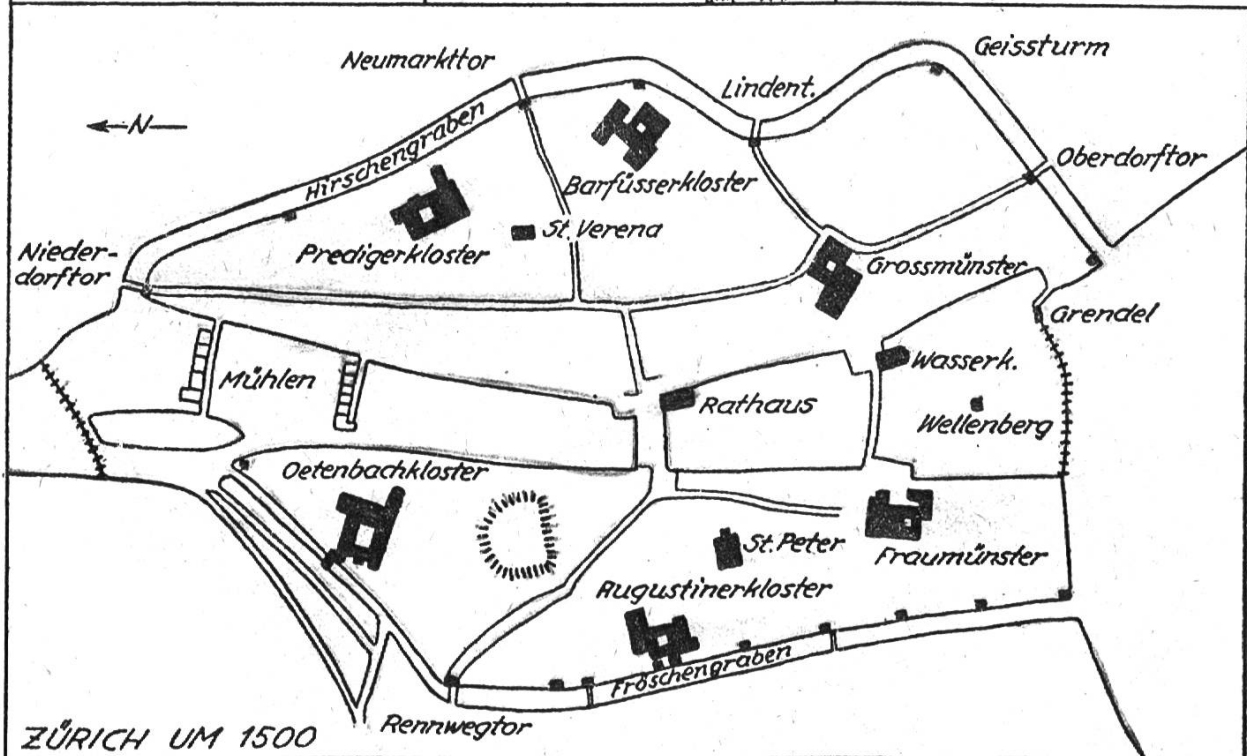 Neumarkttor
Geissturm
Lindent.
←N—
Hirschengraben
Barfüsserkloster
Oberdorftor
Nieder-
dorftor
Predigerkloster
St. Verena
Grossmünster
Grendel
Mühlen
Wasserk.
Rathaus
Wellenberg
Oetenbachkloster
St. Peter
Fraumünster
Augustinerkloster
Fröschengraben
Rennwegtor
ZÜRICH UM 1500